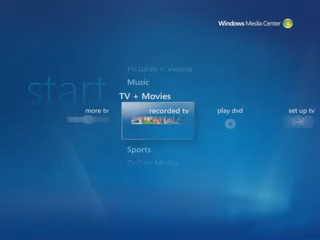 Windows Media Center
Pictures + Videos
Music
start
TV + Movies
more tv
recorded tv
play dvd
set up tv
Sports
Online Media